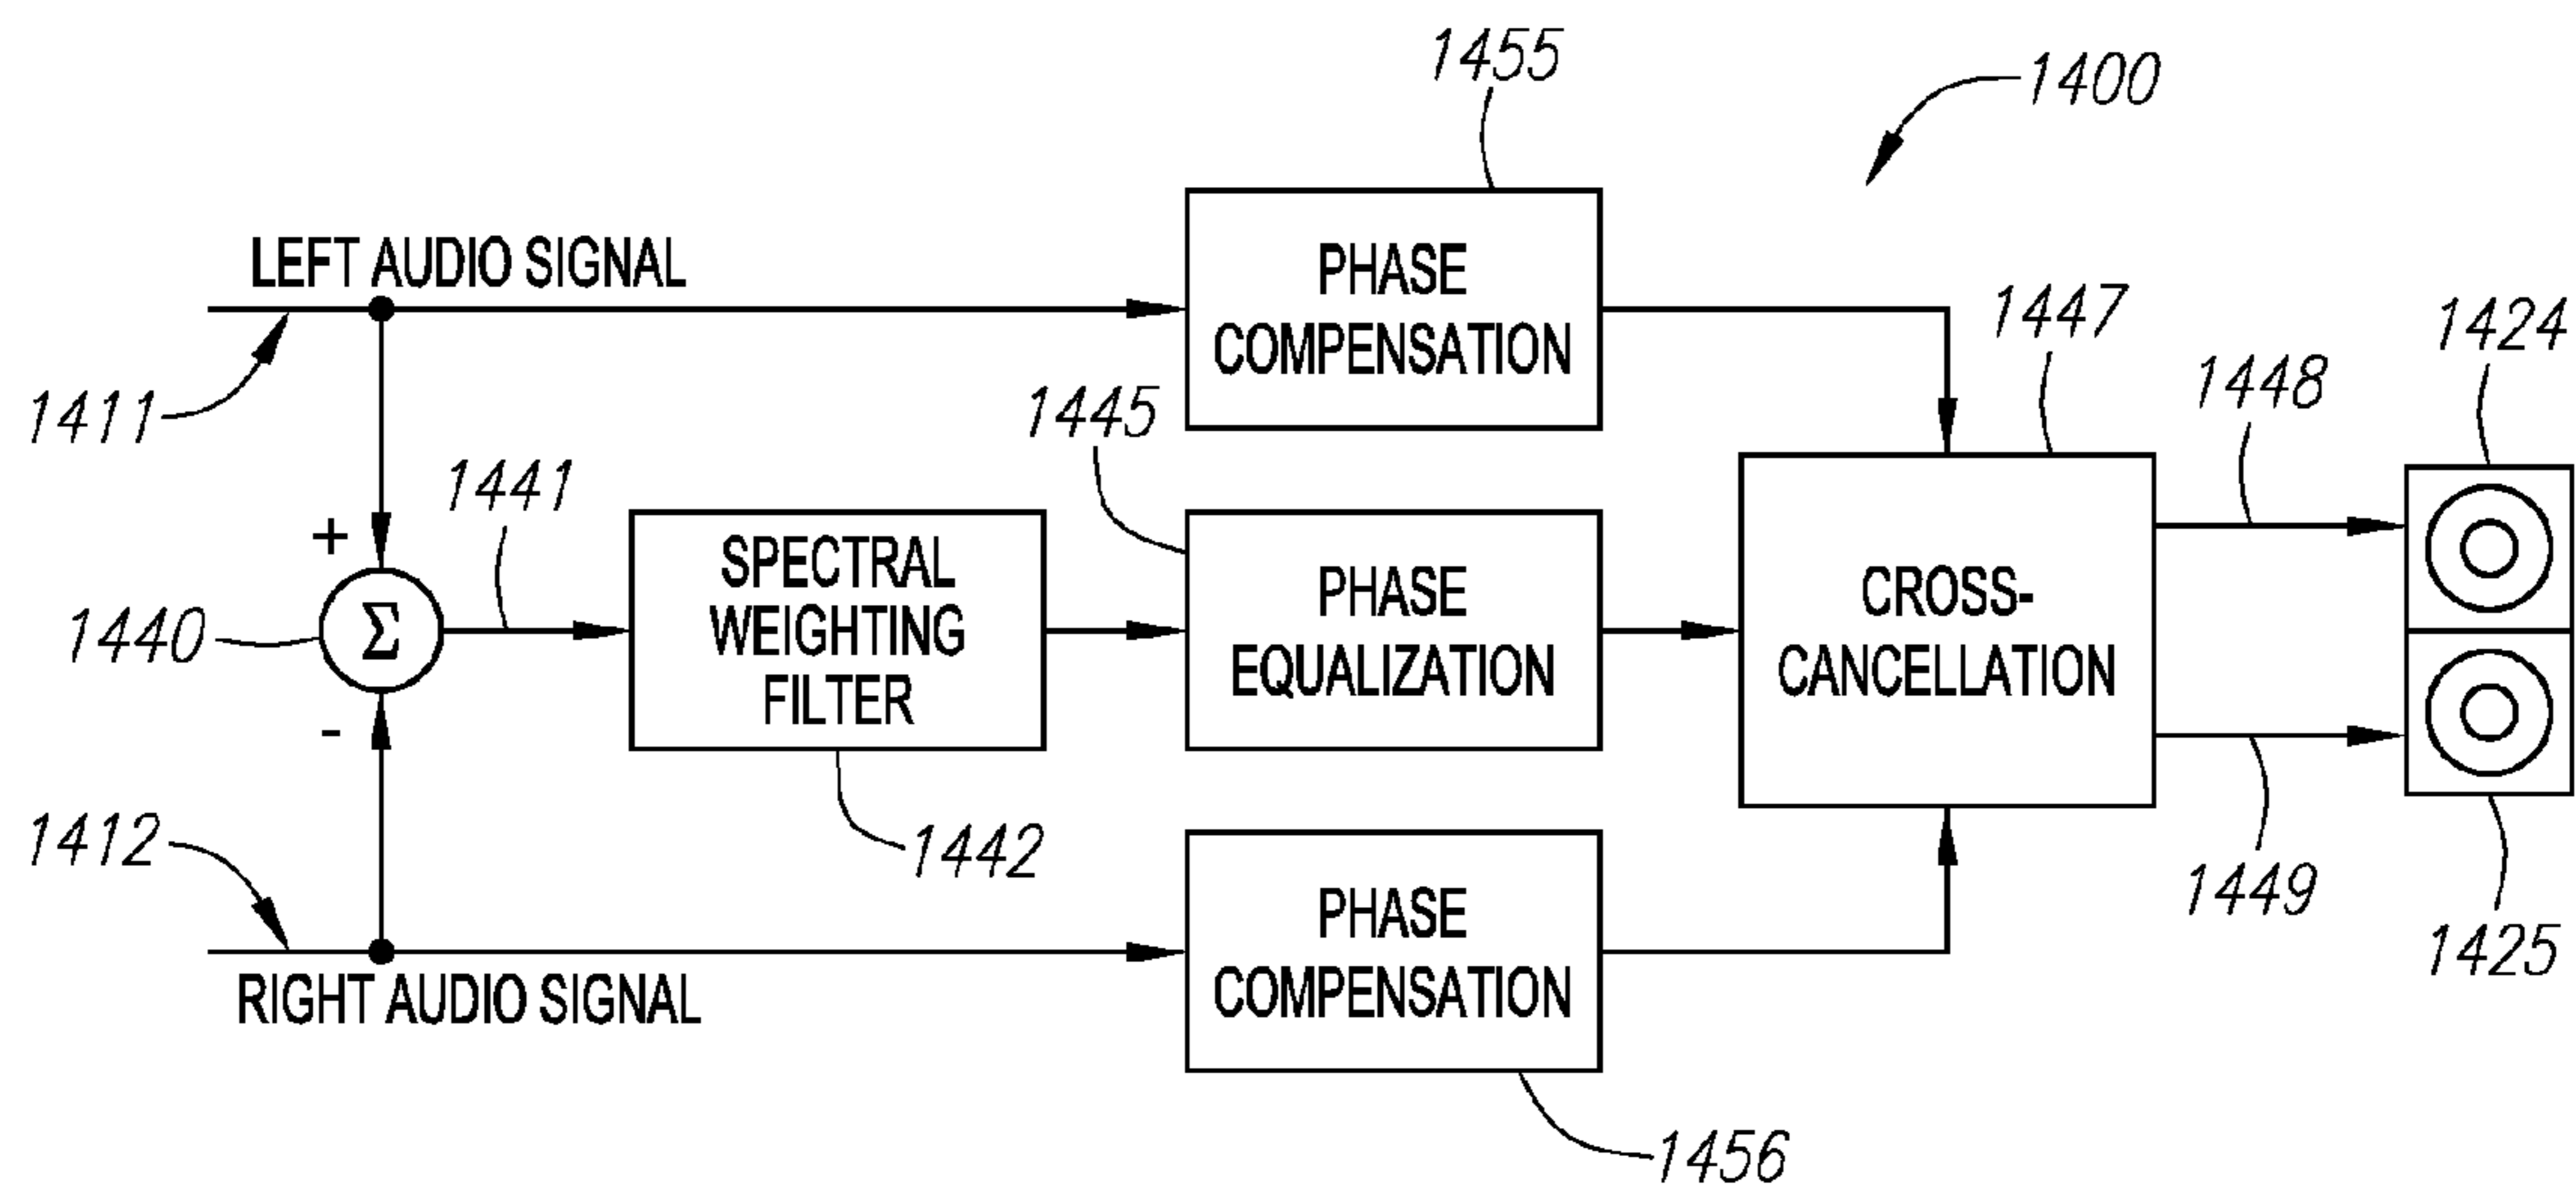 1455
1400
LEFT AUDIO SIGNAL
PHASE
COMPENSATION
1411
1445
1447
1424
1448
1441
+
Σ
-
1440
SPECTRAL
WEIGHTING
FILTER
PHASE
EQUALIZATION
CROSS-
CANCELLATION
1412
1442
1449
1425
RIGHT AUDIO SIGNAL
PHASE
COMPENSATION
1456